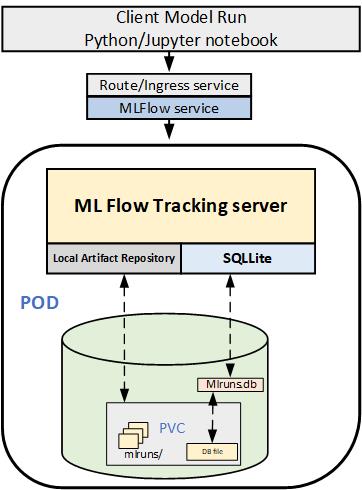 Client Model Run
Python/Jupyter notebook
Route/Ingress service
MLFlow service
ML Flow Tracking server
Local Artifact Repository
SQLLite
POD
Mlruns.db
PVC
mlruns/
DB file